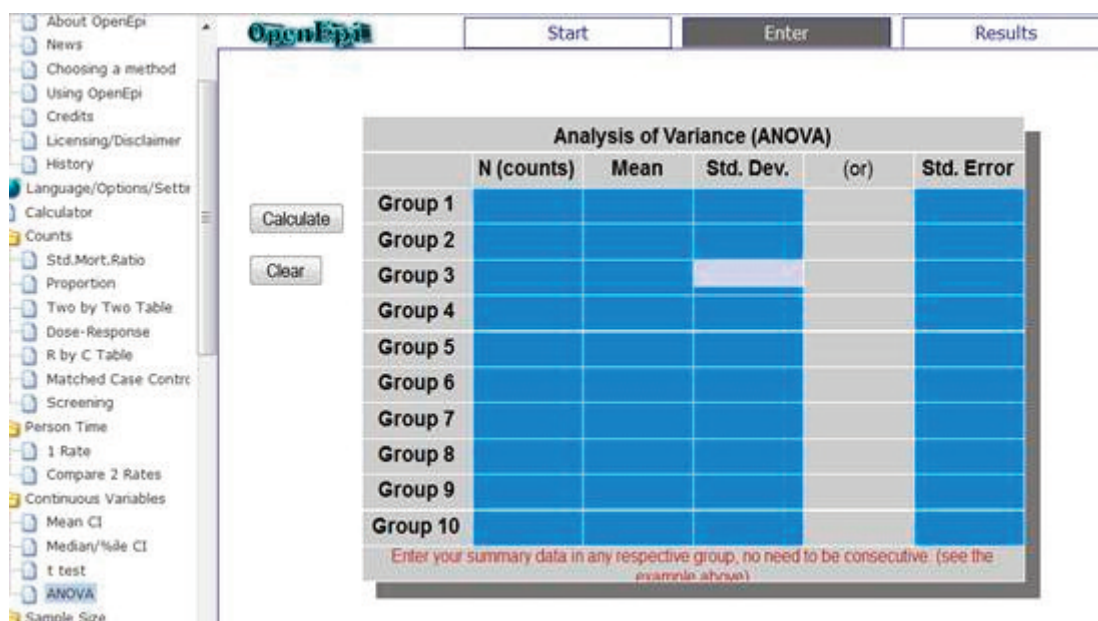 About OpenEpi
News
Choosing a method
Using OpenEpi
Credits
Licensing/Disclaimer
History
Language/Options/Settir
Calculator
Counts
Std.Mort.Ratio
Proportion
Two by Two Table
Dose-Response
R by C Table
Matched Case Contro
Screening
Person Time
1 Rate
Compare 2 Rates
Continuous Variables
Mean CI
Median/%ile CI
t test
ANOVA
Sample Size
OpenEpi
Start
Enter
Results
Calculate
Clear
Analysis of Variance (ANOVA)
N (counts) Mean Std. Dev. (or) Std. Error
Group 1
Group 2
Group 3
Group 4
Group 5
Group 6
Group 7
Group 8
Group 9
Group 10
Enter your summary data in any respective group, no need to be consecutive. (see the
example above)